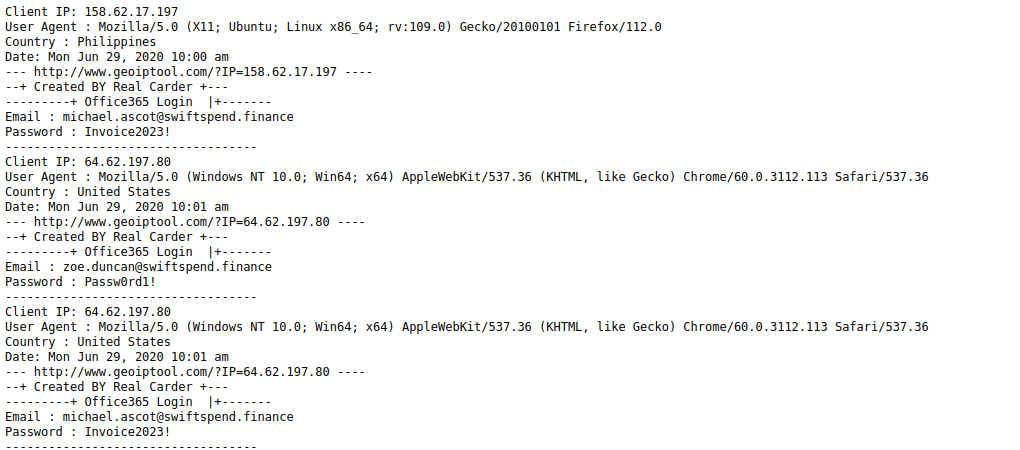 Client IP: 158.62.17.197
User Agent : Mozilla/5.0 (X11; Ubuntu; Linux x86_64; rv:109.0) Gecko/20100101 Firefox/112.0
Country : Philippines
Date: Mon Jun 29, 2020 10:00 am
--- http://www.geoiptool.com/?IP=158.62.17.197 ----
--+ Created BY Real Carder +---
---------+ Office365 Login  |+-------
Email : michael.ascot@swiftspend.finance
Password : Invoice2023!
-----------------------------------
Client IP: 64.62.197.80
User Agent : Mozilla/5.0 (Windows NT 10.0; Win64; x64) AppleWebKit/537.36 (KHTML, like Gecko) Chrome/60.0.3112.113 Safari/537.36
Country : United States
Date: Mon Jun 29, 2020 10:01 am
--- http://www.geoiptool.com/?IP=64.62.197.80 ----
--+ Created BY Real Carder +---
---------+ Office365 Login  |+-------
Email : zoe.duncan@swiftspend.finance
Password : Passw0rd1!
-----------------------------------
Client IP: 64.62.197.80
User Agent : Mozilla/5.0 (Windows NT 10.0; Win64; x64) AppleWebKit/537.36 (KHTML, like Gecko) Chrome/60.0.3112.113 Safari/537.36
Country : United States
Date: Mon Jun 29, 2020 10:01 am
--- http://www.geoiptool.com/?IP=64.62.197.80 ----
--+ Created BY Real Carder +---
---------+ Office365 Login  |+-------
Email : michael.ascot@swiftspend.finance
Password : Invoice2023!
-----------------------------------